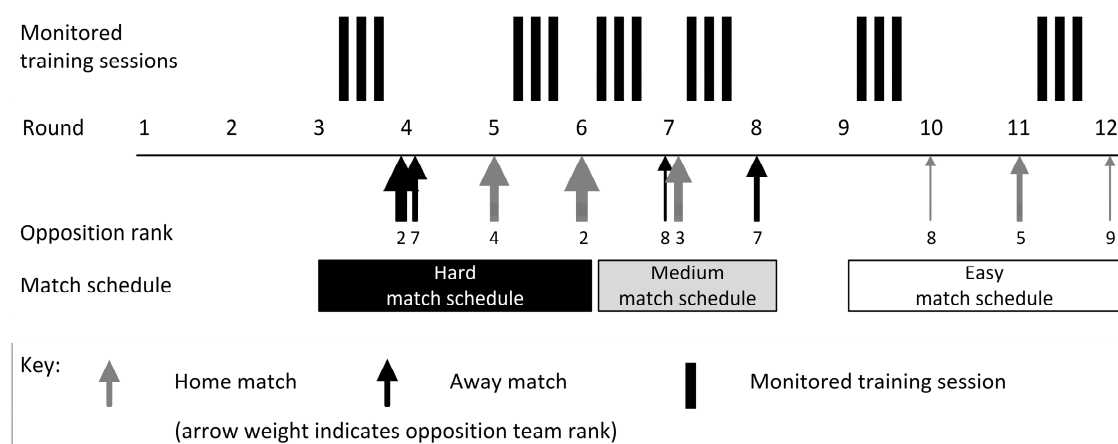 Monitored
training sessions
Round 1 2 3 4 5 6 7 8 9 10 11 12
Opposition rank 2 7 4 2 8 3 7 8 5 9
Match schedule
Hard
match schedule
Medium
match schedule
Easy
match schedule
Key:
Home match
Away match
Monitored training session
(arrow weight indicates opposition team rank)